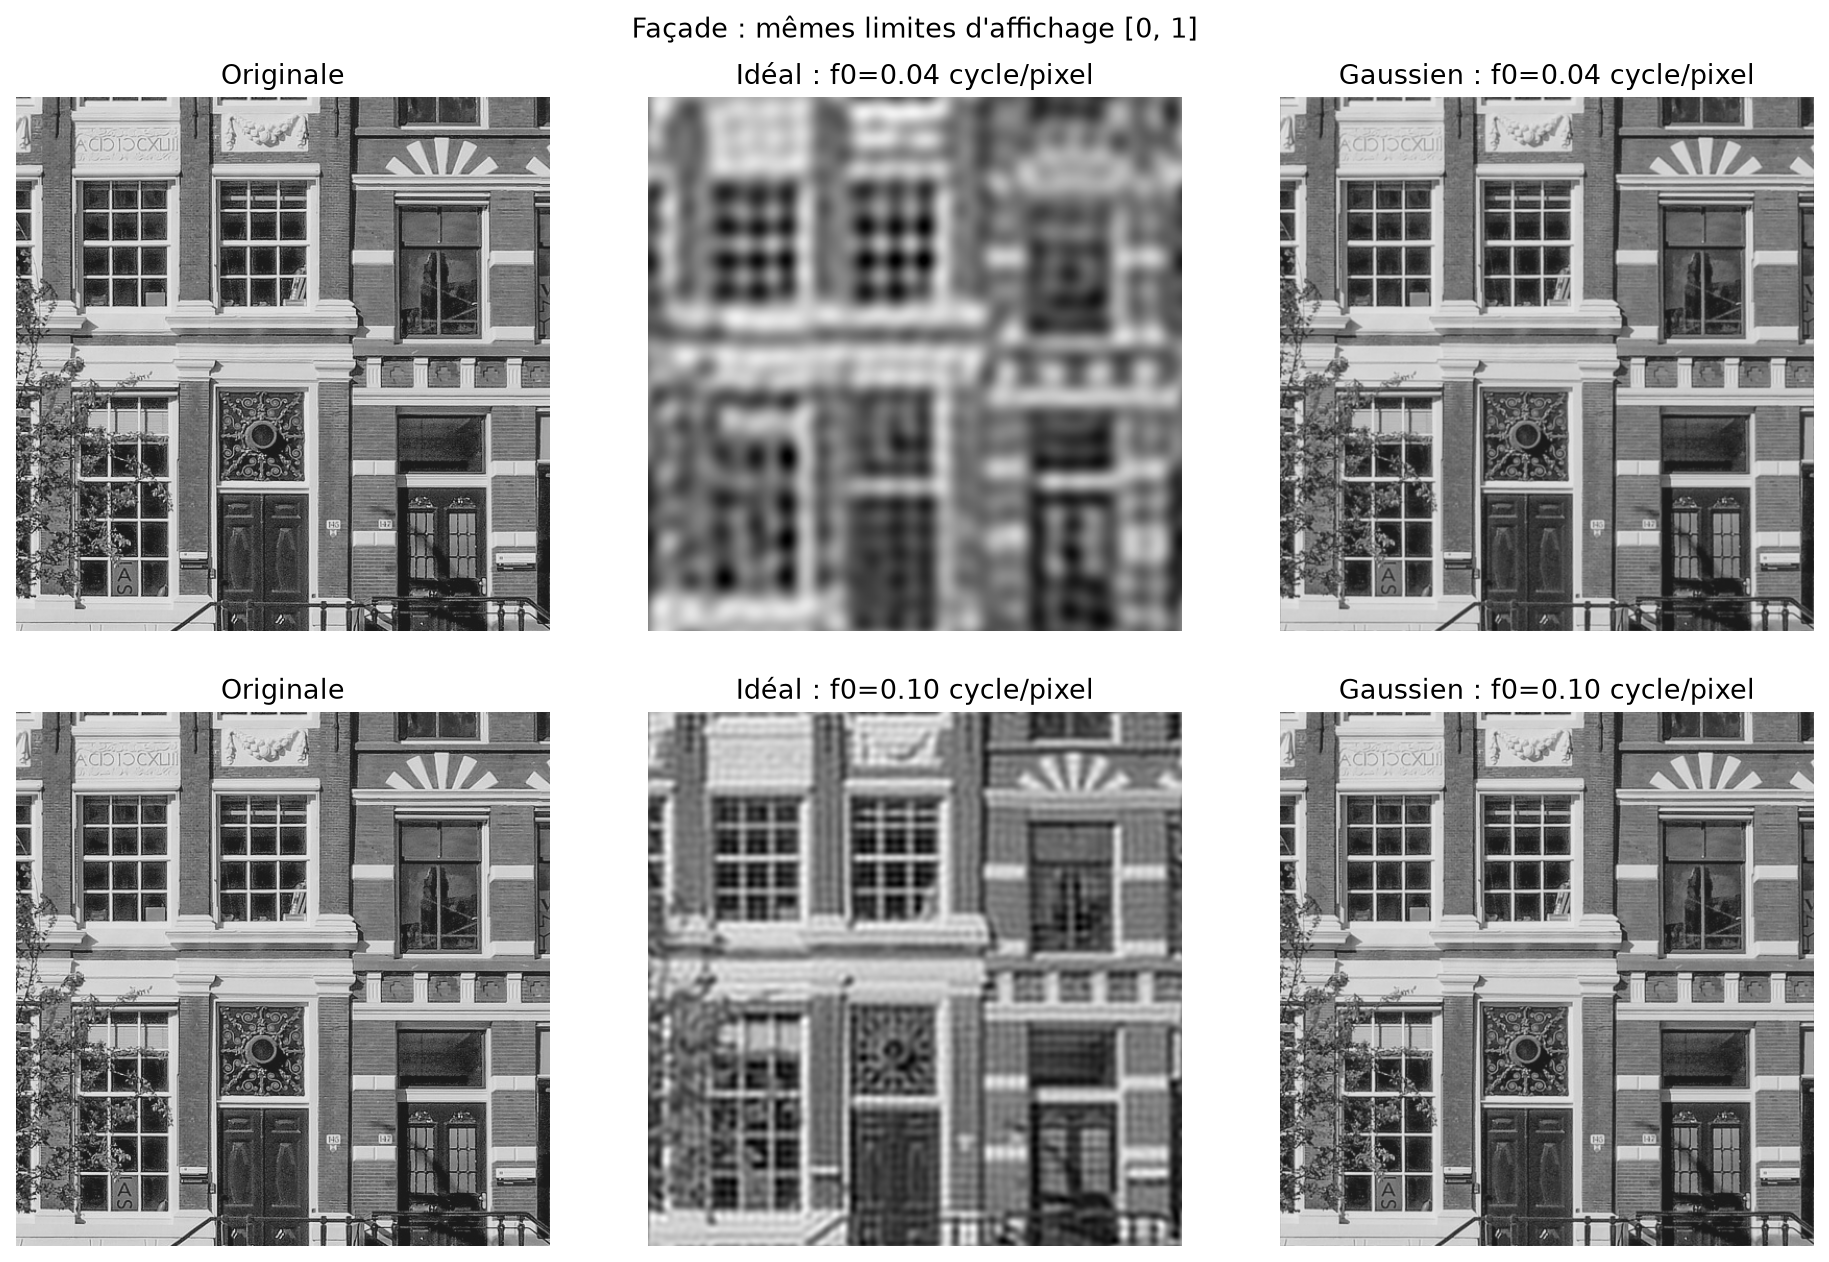 Façade : mêmes limites d'affichage [0, 1]
Originale
Idéal : f0=0.04 cycle/pixel
Gaussien : f0=0.04 cycle/pixel
Originale
Idéal : f0=0.10 cycle/pixel
Gaussien : f0=0.10 cycle/pixel